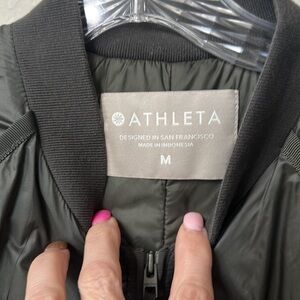 ATHLETA
DESIGNED IN SAN FRANCISCO
MADE IN INDONESIA
M